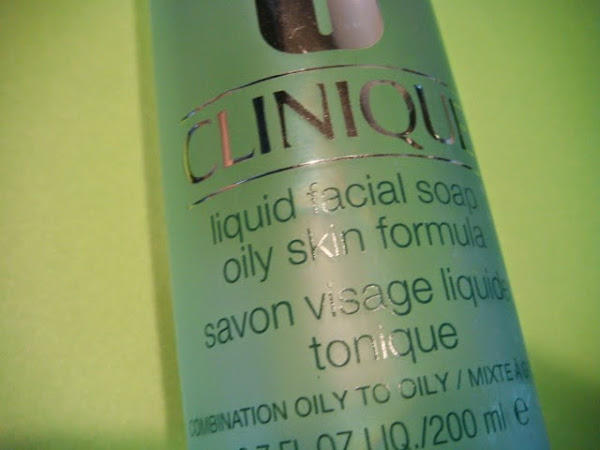 CLINIQUE
liquid facial soap
oily skin formula
savon visage liquide
tonique
COMBINATION OILY TO OILY / MIXTE À
FL.OZ.LIQ./200 ml e